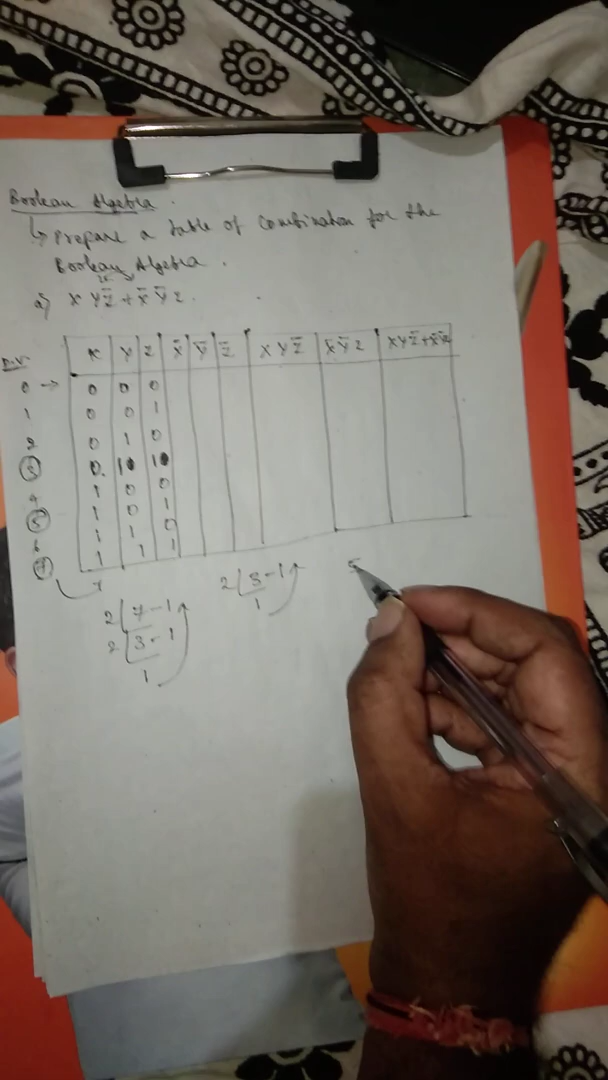 Boolean Algebra.
↳ Prepare a table of Combination for the
Boolean Algebra.
a) X Y Z̄ + X̄ Ȳ Z.
D.V. X Y Z X̄ Ȳ Z̄ X Y Z̄ X̄ Ȳ Z X Y Z̄ + X̄ Ȳ Z
0 → 0 0 0
1 0 0 1
2 0 1 0
3 0 1 1
4 1 0 0
5 1 0 1
6 1 1 0
7 1 1 1
2 | 7 - 1
2 | 3 - 1
1
2 | 3 - 1
1
5